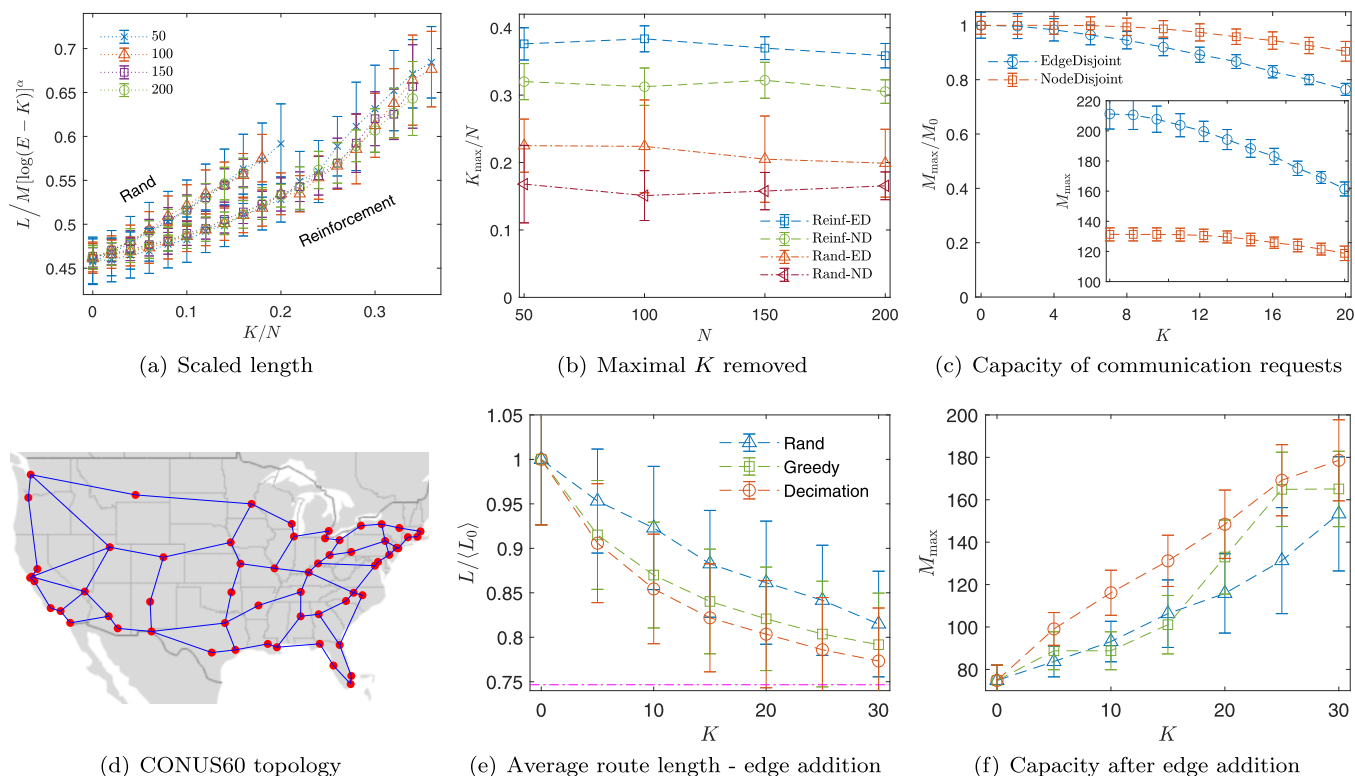 0.7
0.65
0.6
0.55
0.5
0.45
L/M[log(E − K)]^α
50
100
150
200
Rand
Reinforcement
0
0.1
0.2
0.3
K/N
(a) Scaled length
0.4
0.3
0.2
0.1
0
K_max/N
Reinf-ED
Reinf-ND
Rand-ED
Rand-ND
50
100
150
200
N
(b) Maximal K removed
1
0.8
0.6
0.4
0.2
0
M_max/M_0
EdgeDisjoint
NodeDisjoint
220
200
180
160
140
120
100
M_max
0
4
8
12
16
20
K
(c) Capacity of communication requests
(d) CONUS60 topology
1.05
1
0.95
0.9
0.85
0.8
0.75
L/⟨L_0⟩
Rand
Greedy
Decimation
0
10
20
30
K
(e) Average route length - edge addition
200
180
160
140
120
100
80
M_max
0
10
20
30
K
(f) Capacity after edge addition